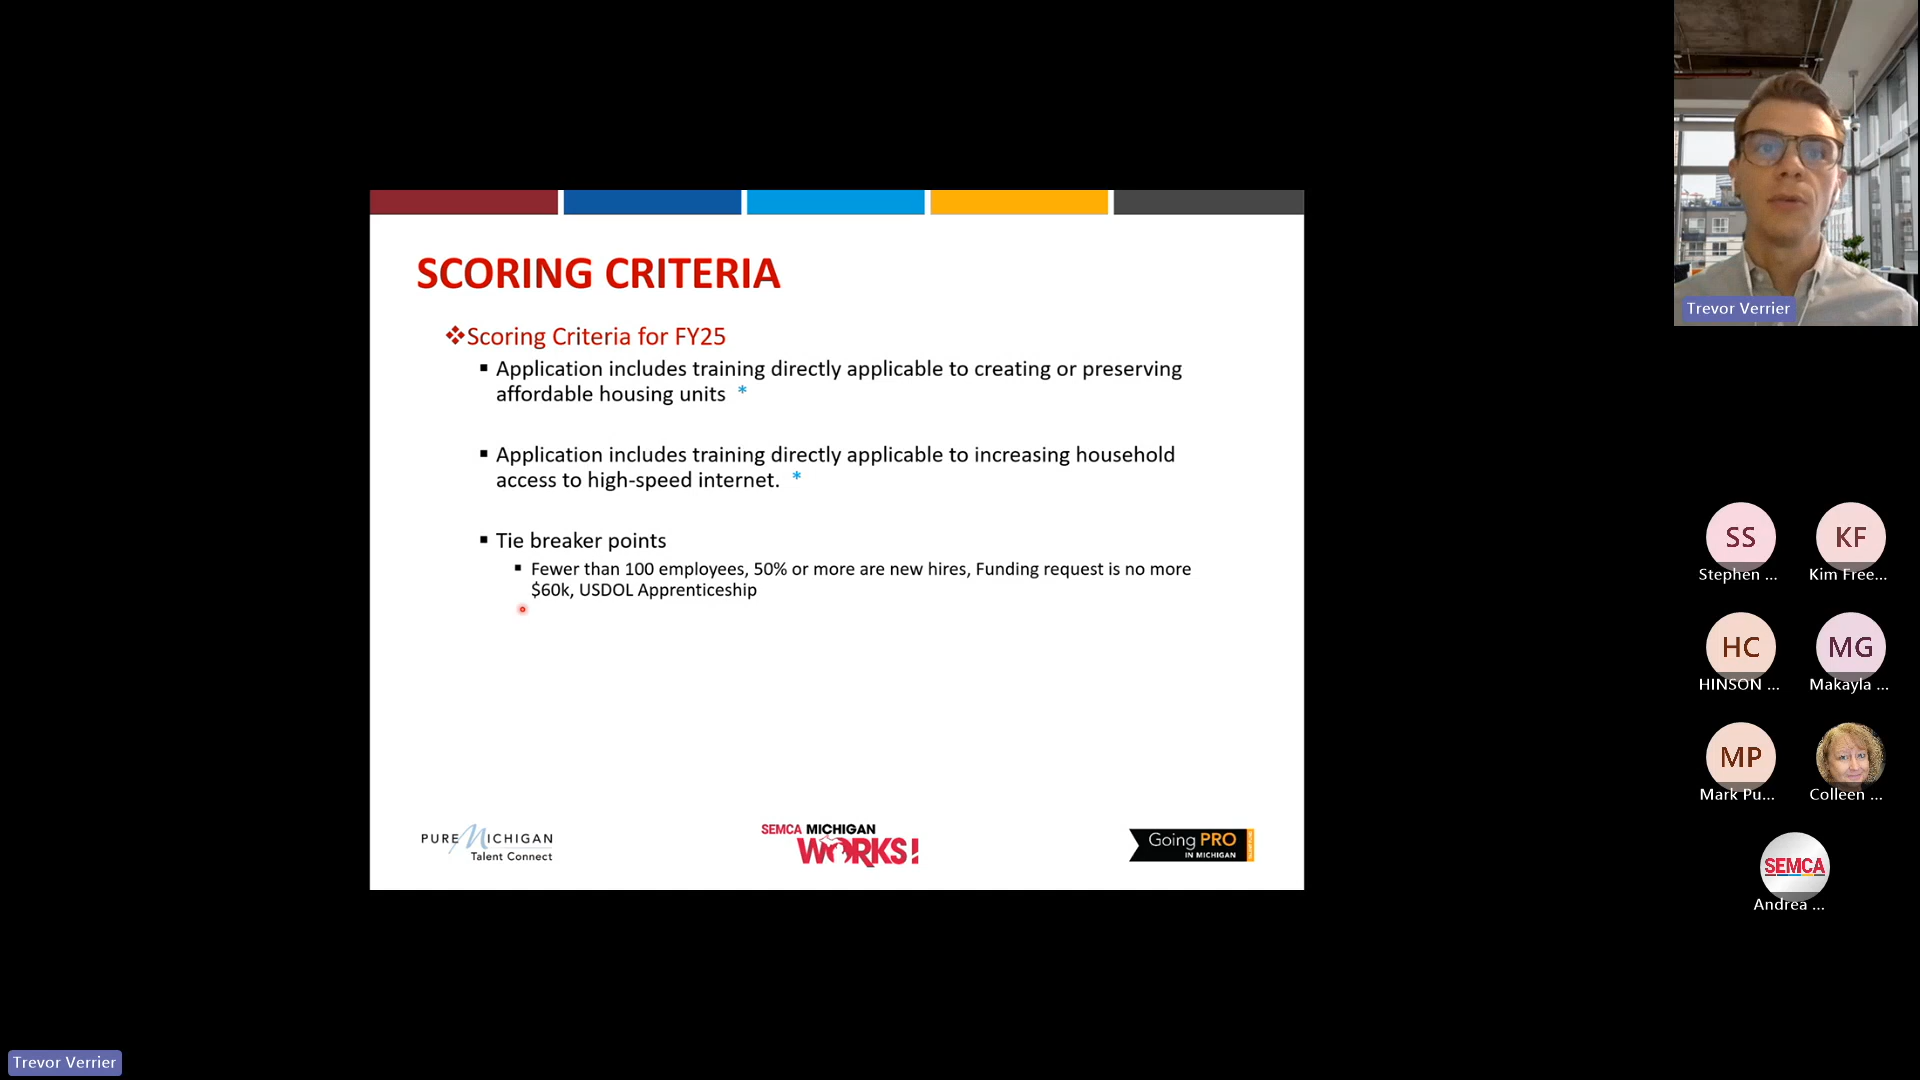 SCORING CRITERIA
Scoring Criteria for FY25
Application includes training directly applicable to creating or preserving
affordable housing units *
Application includes training directly applicable to increasing household
access to high-speed internet. *
Tie breaker points
Fewer than 100 employees, 50% or more are new hires, Funding request is no more
$60k, USDOL Apprenticeship
PURE MICHIGAN
Talent Connect
SEMCA MICHIGAN
WORKS!
Going PRO
IN MICHIGAN
Trevor Verrier
SS
Stephen ...
KF
Kim Free...
HC
HINSON ...
MG
Makayla ...
MP
Mark Pu...
Colleen ...
SEMCA
Andrea ...
Trevor Verrier